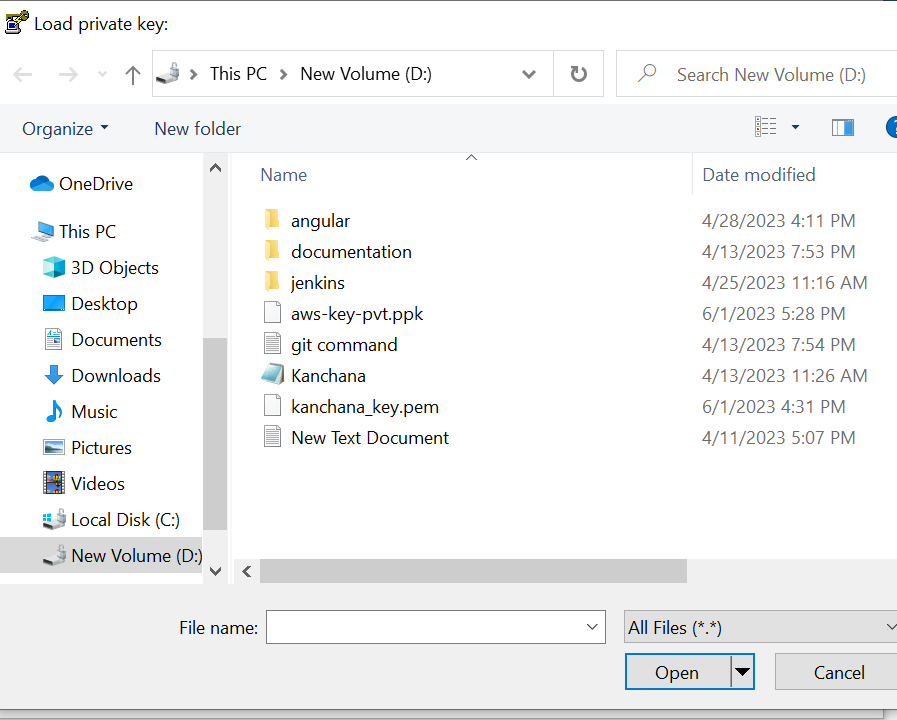 Load private key:
This PC > New Volume (D:)
Search New Volume (D:)
Organize
New folder
OneDrive
This PC
3D Objects
Desktop
Documents
Downloads
Music
Pictures
Videos
Local Disk (C:)
New Volume (D:)
Name
Date modified
angular 4/28/2023 4:11 PM
documentation 4/13/2023 7:53 PM
jenkins 4/25/2023 11:16 AM
aws-key-pvt.ppk 6/1/2023 5:28 PM
git command 4/13/2023 7:54 PM
Kanchana 4/13/2023 11:26 AM
kanchana_key.pem 6/1/2023 4:31 PM
New Text Document 4/11/2023 5:07 PM
File name:
All Files (*.*)
Open
Cancel